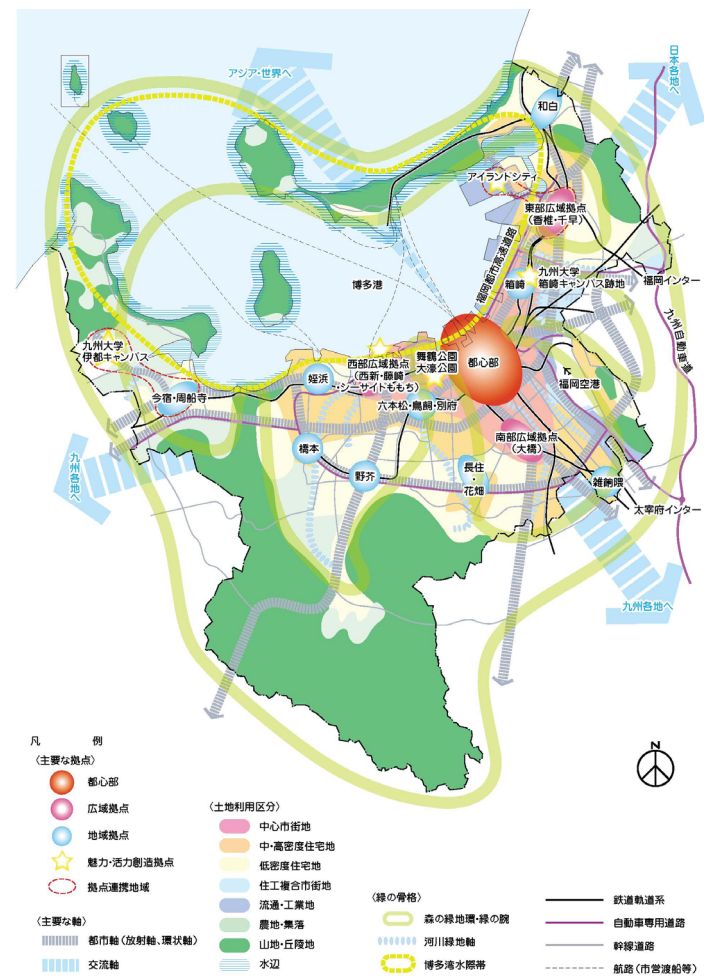 アジア・世界へ
日本各地へ
和白
アイランドシティ
東部広域拠点
(香椎・千早)
福岡都市高速道路
博多港
箱崎
九州大学
箱崎キャンパス跡地
福岡インター
九州自動車道
九州大学
伊都キャンパス
西部広域拠点
(西新・藤崎
・シーサイドももち)
舞鶴公園
大濠公園
都心部
姪浜
福岡空港
今宿・周船寺
六本松・鳥飼・別府
南部広域拠点
(大橋)
橋本
九州各地へ
野芥
長住
・
花畑
雑餉隈
太宰府インター
九州各地へ
凡 例
〈主要な拠点〉
都心部
広域拠点
地域拠点
魅力・活力創造拠点
拠点連携地域
〈主要な軸〉
都市軸(放射軸、環状軸)
交流軸
〈土地利用区分〉
中心市街地
中・高密度住宅地
低密度住宅地
住工複合市街地
流通・工業地
農地・集落
山地・丘陵地
水辺
〈緑の骨格〉
森の緑地環・緑の腕
河川緑地軸
博多湾水際帯
鉄道軌道系
自動車専用道路
幹線道路
航路(市営渡船等)
N